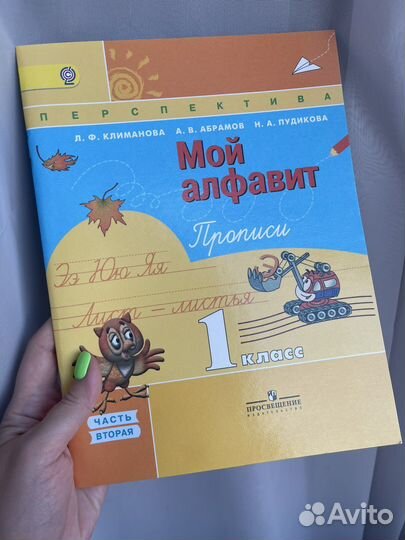 ПЕРСПЕКТИВА
Л. Ф. КЛИМАНОВА А. В. АБРАМОВ Н. А. ПУДИКОВА
Мой
алфавит
Прописи
Ээ Юю Яя
Лист – листья
1 класс
ЧАСТЬ
ВТОРАЯ
ПРОСВЕЩЕНИЕ
ИЗДАТЕЛЬСТВО
Avito